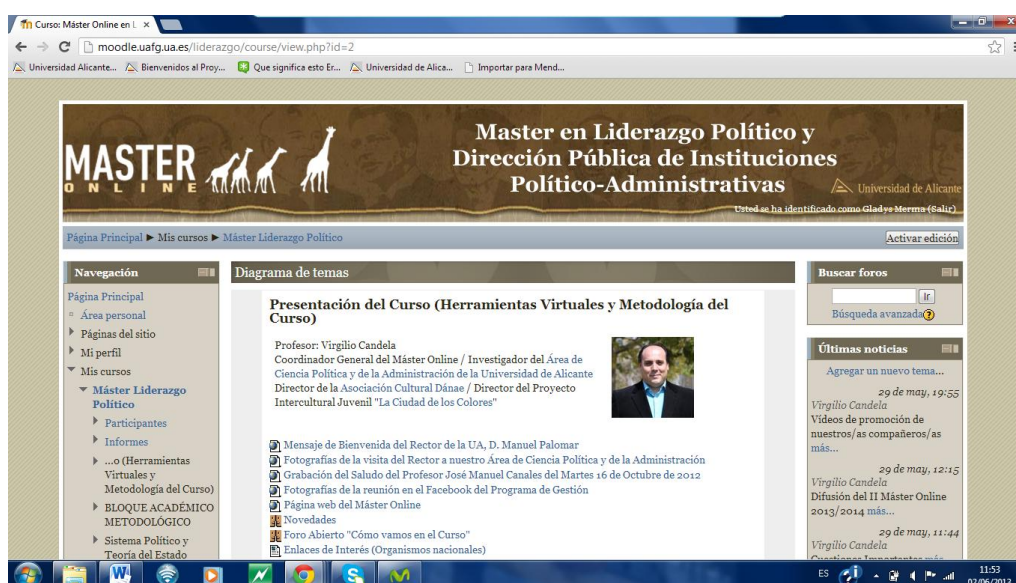 Curso: Máster Online en L
moodle.uafg.ua.es/liderazgo/course/view.php?id=2
Universidad Alicante... Bienvenidos al Proy... Que significa esto Er... Universidad de Alica... Importar para Mend...
MASTER
ONLINE
Master en Liderazgo Político y
Dirección Pública de Instituciones
Político-Administrativas
Universidad de Alicante
Usted se ha identificado como Gladys Merma (Salir)
Página Principal ► Mis cursos ► Máster Liderazgo Político
Activar edición
Navegación
Página Principal
Área personal
Páginas del sitio
Mi perfil
Mis cursos
Máster Liderazgo
Político
Participantes
Informes
...o (Herramientas
Virtuales y
Metodología del Curso)
BLOQUE ACADÉMICO
METODOLÓGICO
Sistema Político y
Teoría del Estado
Diagrama de temas
Presentación del Curso (Herramientas Virtuales y Metodología del
Curso)
Profesor: Virgilio Candela
Coordinador General del Máster Online / Investigador del Área de
Ciencia Política y de la Administración de la Universidad de Alicante
Director de la Asociación Cultural Dánae / Director del Proyecto
Intercultural Juvenil "La Ciudad de los Colores"
Mensaje de Bienvenida del Rector de la UA, D. Manuel Palomar
Fotografías de la visita del Rector a nuestro Área de Ciencia Política y de la Administración
Grabación del Saludo del Profesor José Manuel Canales del Martes 16 de Octubre de 2012
Fotografías de la reunión en el Facebook del Programa de Gestión
Página web del Máster Online
Novedades
Foro Abierto "Cómo vamos en el Curso"
Enlaces de Interés (Organismos nacionales)
Buscar foros
Ir
Búsqueda avanzada
Últimas noticias
Agregar un nuevo tema...
29 de may, 19:55
Virgilio Candela
Vídeos de promoción de
nuestros/as compañeros/as
más...
29 de may, 12:15
Virgilio Candela
Difusión del II Máster Online
2013/2014 más...
29 de may, 11:44
Virgilio Candela
Cuestiones Importantes más...
ES
11:53
02/06/2013